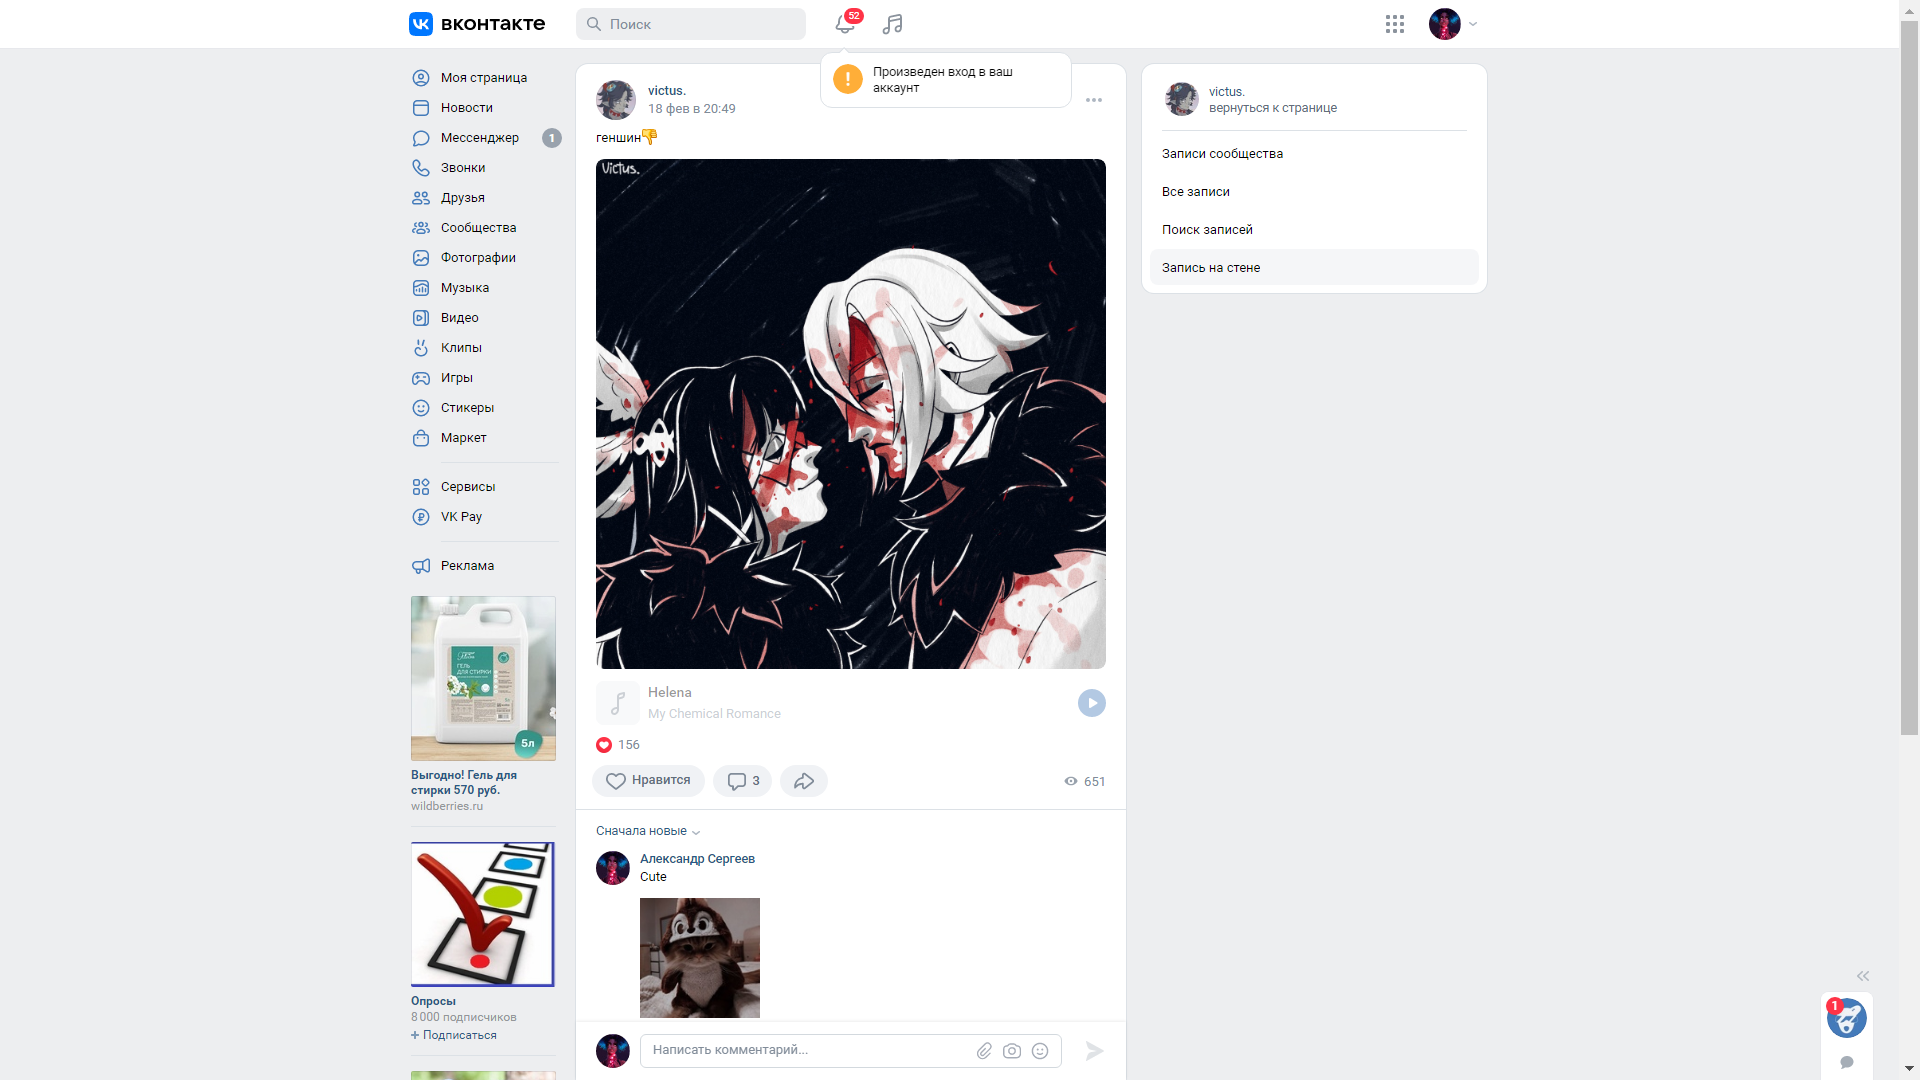 вконтакте
Поиск
52
Произведен вход в ваш
аккаунт
Моя страница
Новости
Мессенджер
1
Звонки
Друзья
Сообщества
Фотографии
Музыка
Видео
Клипы
Игры
Стикеры
Маркет
Сервисы
VK Pay
Реклама
ГЕЛЬ
ДЛЯ СТИРКИ
5л
Выгодно! Гель для
стирки 570 руб.
wildberries.ru
Опросы
8 000 подписчиков
+ Подписаться
victus.
18 фев в 20:49
геншин👎
Victus.
Helena
My Chemical Romance
156
Нравится
3
651
Сначала новые
Александр Сергеев
Cute
Написать комментарий...
victus.
вернуться к странице
Записи сообщества
Все записи
Поиск записей
Запись на стене
1